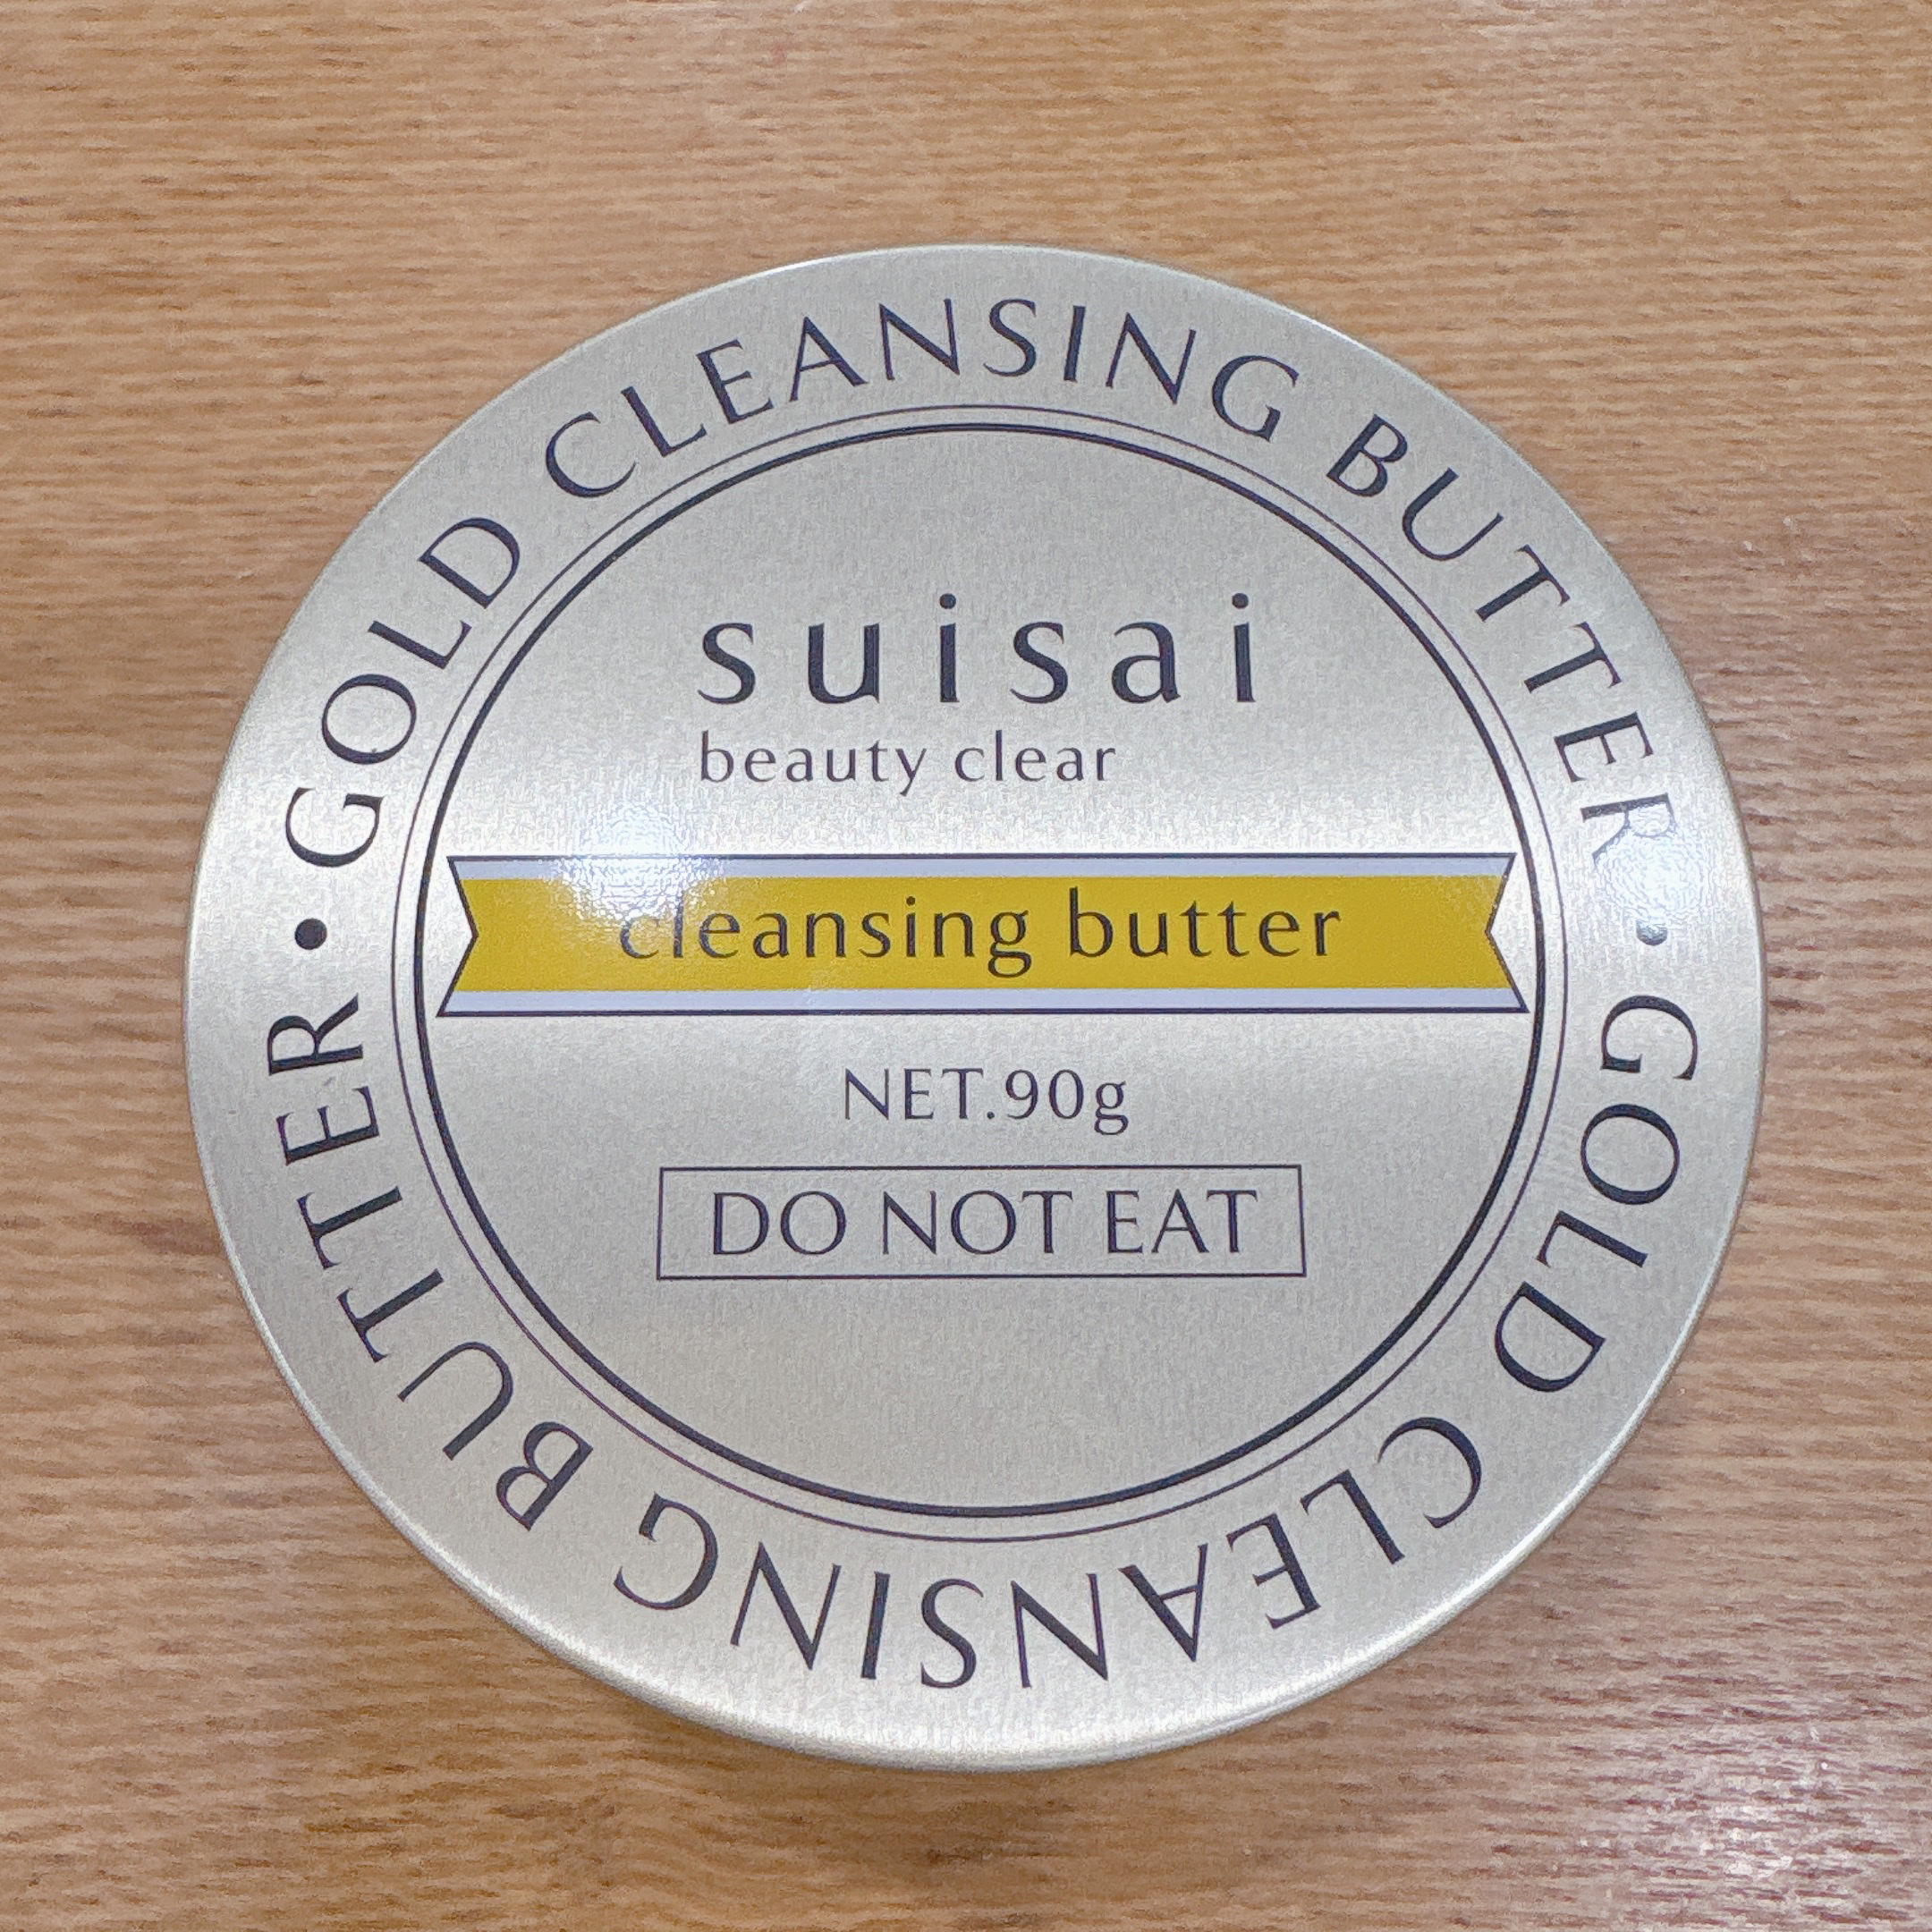 GOLD CLEANSING BUTTER • GOLD CLEANSING BUTTER •
suisai
beauty clear
cleansing butter
NET.90g
DO NOT EAT